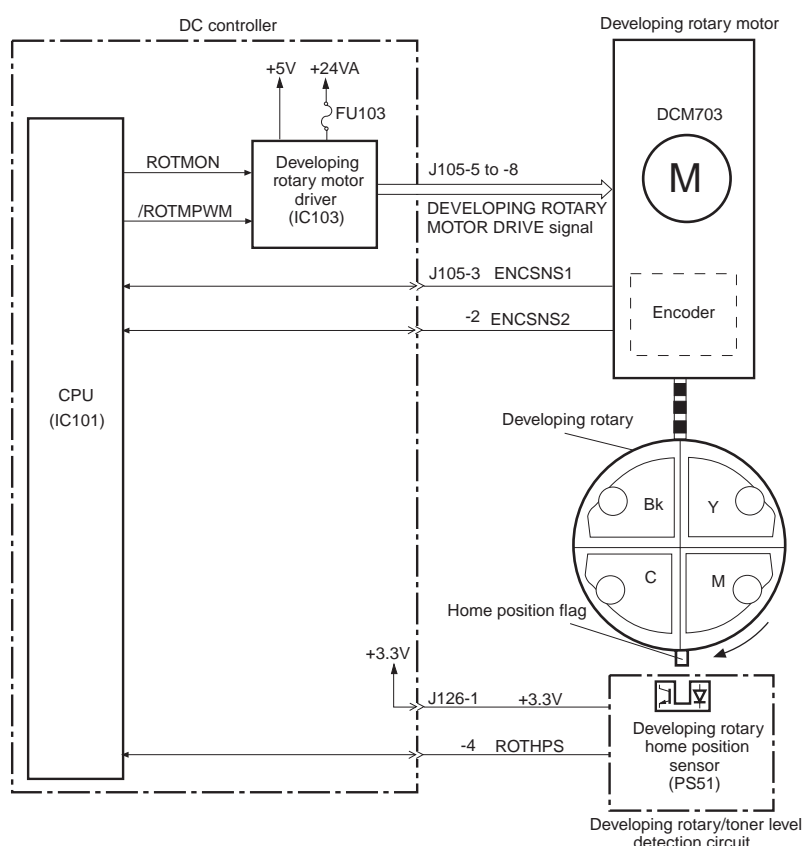 DC controller
Developing rotary motor
+5V
+24VA
FU103
DCM703
M
ROTMON
/ROTMPWM
Developing
rotary motor
driver
(IC103)
J105-5 to -8
DEVELOPING ROTARY
MOTOR DRIVE signal
J105-3 ENCSNS1
-2 ENCSNS2
Encoder
CPU
(IC101)
Developing rotary
Bk
Y
C
M
Home position flag
+3.3V
J126-1 +3.3V
-4 ROTHPS
Developing rotary
home position
sensor
(PS51)
Developing rotary/toner level
detection circuit